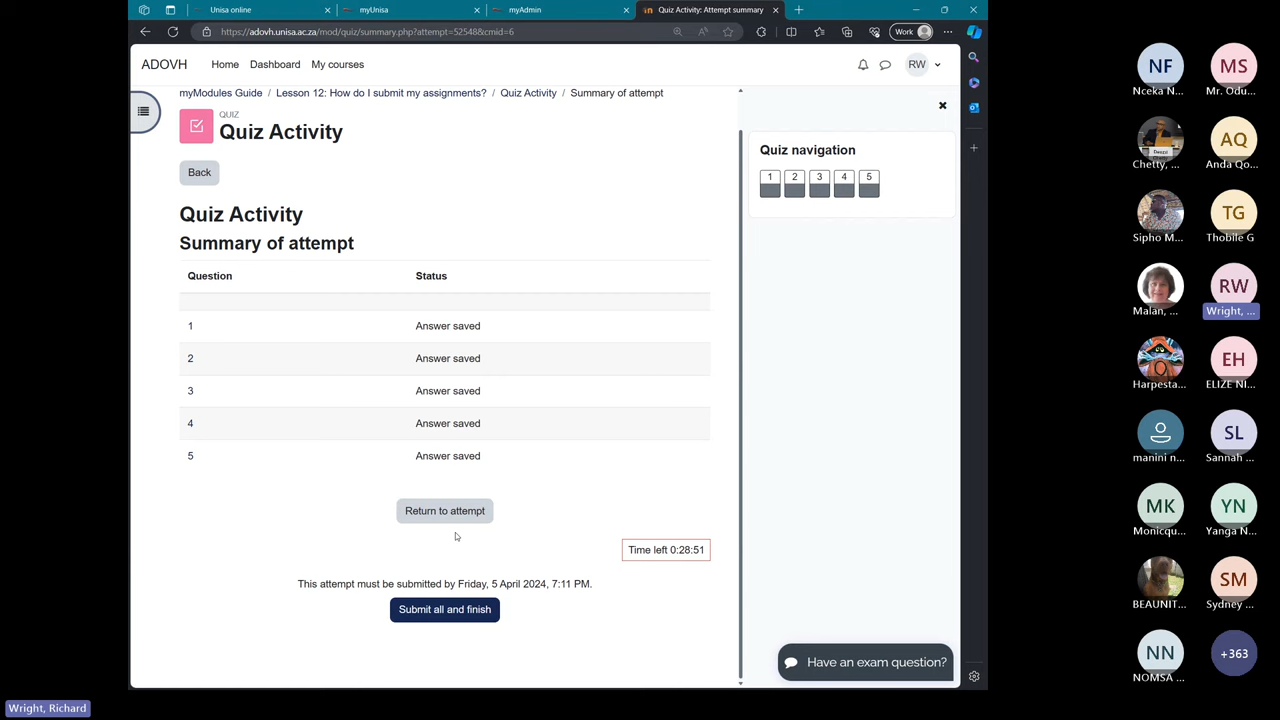 Unisa online
myUnisa
myAdmin
Quiz Activity: Attempt summary
https://adovh.unisa.ac.za/mod/quiz/summary.php?attempt=52548&cmid=6
Work
ADOVH
Home
Dashboard
My courses
RW
myModules Guide / Lesson 12: How do I submit my assignments? / Quiz Activity / Summary of attempt
QUIZ
Quiz Activity
Back
Quiz Activity
Summary of attempt
Question Status
1 Answer saved
2 Answer saved
3 Answer saved
4 Answer saved
5 Answer saved
Return to attempt
Time left 0:28:51
This attempt must be submitted by Friday, 5 April 2024, 7:11 PM.
Submit all and finish
Quiz navigation
1 2 3 4 5
Have an exam question?
NF MS
Nceka N... Mr. Odu...
AQ
Chetty, ... Anda Qo...
TG
Sipho M... Thobile G
RW
Malan, ... Wright, ...
EH
Harpesta... ELIZE NI...
SL
manini n... Sannah ...
MK YN
Monicqu... Yanga N...
SM
BEAUNIT... Sydney ...
NN +363
NOMSA ...
Wright, Richard